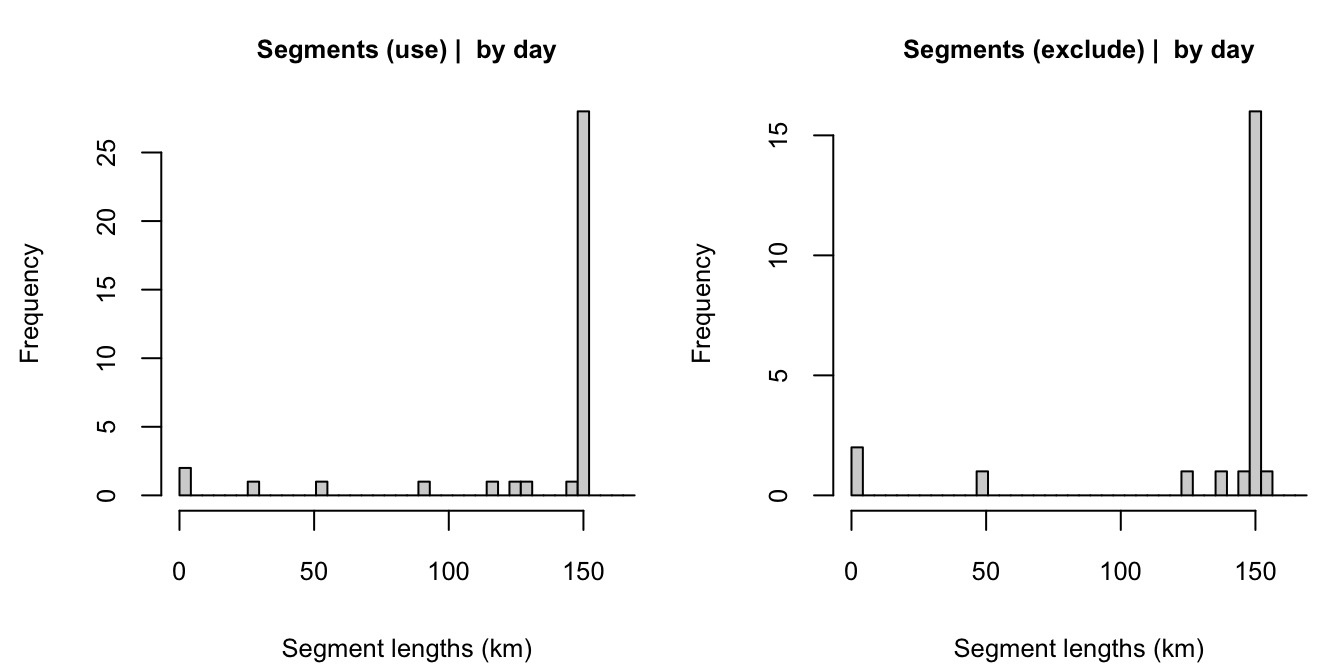 Segments (use) |  by day
Frequency
0 5 10 15 20 25
0 50 100 150
Segment lengths (km)
Segments (exclude) |  by day
Frequency
0 5 10 15
0 50 100 150
Segment lengths (km)